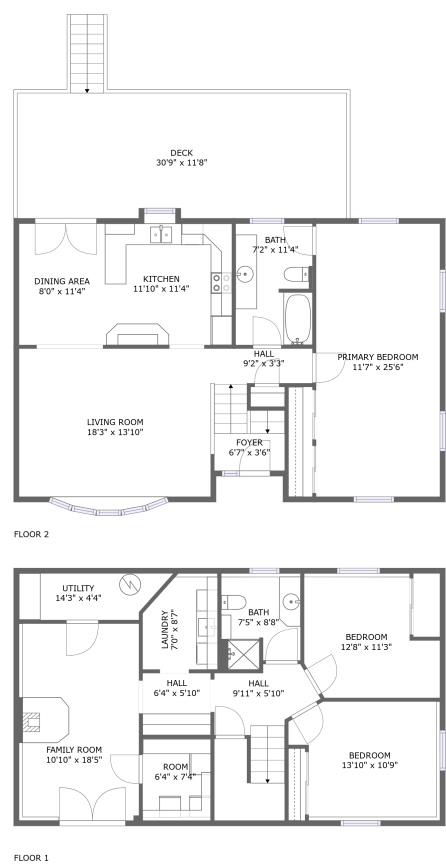 DECK
30'9" x 11'8"
BATH
7'2" x 11'4"
DINING AREA
8'0" x 11'4"
KITCHEN
11'10" x 11'4"
HALL
9'2" x 3'3"
PRIMARY BEDROOM
11'7" x 25'6"
LIVING ROOM
18'3" x 13'10"
FOYER
6'7" x 3'6"
FLOOR 2
UTILITY
14'3" x 4'4"
LAUNDRY
7'0" x 8'7"
BATH
7'5" x 8'8"
BEDROOM
12'8" x 11'3"
HALL
6'4" x 5'10"
HALL
9'11" x 5'10"
FAMILY ROOM
10'10" x 18'5"
ROOM
6'4" x 7'4"
BEDROOM
13'10" x 10'9"
FLOOR 1